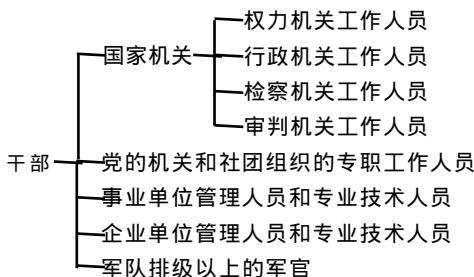 权力机关工作人员
国家机关
行政机关工作人员
检察机关工作人员
审判机关工作人员
干部
党的机关和社团组织的专职工作人员
事业单位管理人员和专业技术人员
企业单位管理人员和专业技术人员
军队排级以上的军官